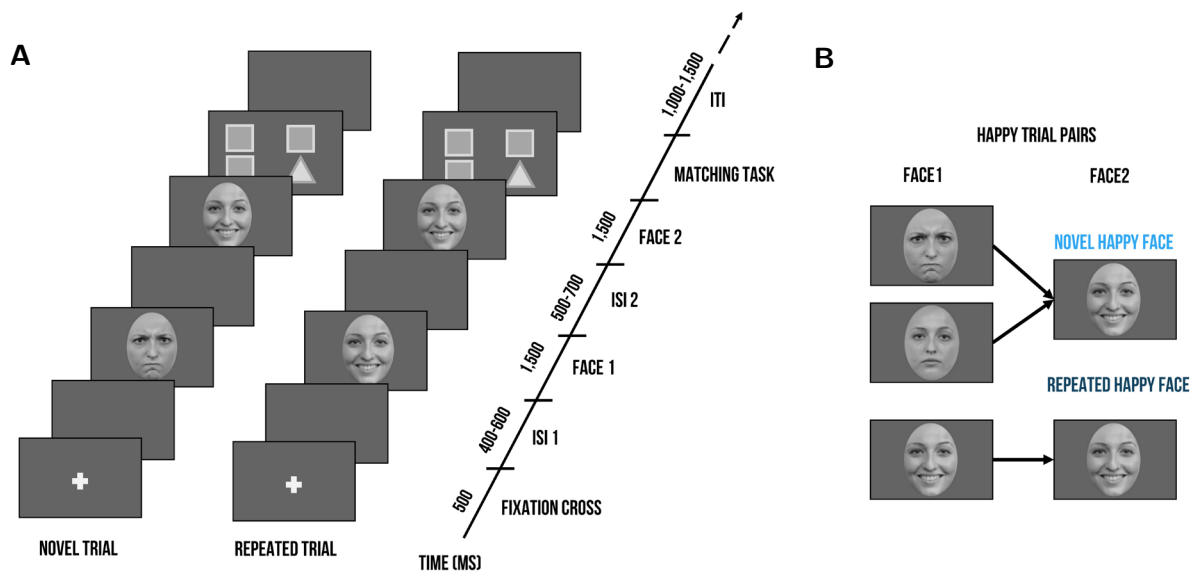 A
NOVEL TRIAL
REPEATED TRIAL
TIME (MS)
500
FIXATION CROSS
400-600
ISI 1
1,500
FACE 1
500-700
ISI 2
1,500
FACE 2
MATCHING TASK
1,000-1,500
ITI
B
HAPPY TRIAL PAIRS
FACE1
FACE2
NOVEL HAPPY FACE
REPEATED HAPPY FACE